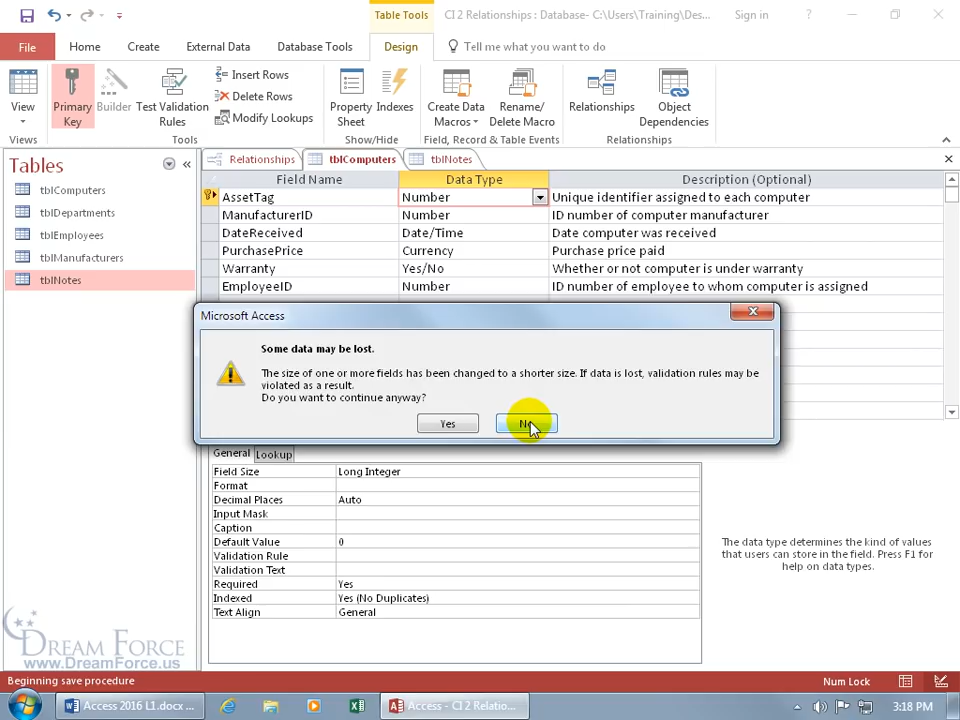 Table Tools
CI 2 Relationships : Database- C:\Users\Training\Des...
Sign in
?
File
Home
Create
External Data
Database Tools
Design
Tell me what you want to do
View
Primary Key
Builder
Test Validation Rules
Insert Rows
Delete Rows
Modify Lookups
Property Sheet
Indexes
Create Data Macros
Rename/ Delete Macro
Relationships
Object Dependencies
Views
Tools
Show/Hide
Field, Record & Table Events
Relationships
Tables
tblComputers
tblDepartments
tblEmployees
tblManufacturers
tblNotes
Relationships
tblComputers
tblNotes
Field Name
Data Type
Description (Optional)
AssetTag
Number
Unique identifier assigned to each computer
ManufacturerID
Number
ID number of computer manufacturer
DateReceived
Date/Time
Date computer was received
PurchasePrice
Currency
Purchase price paid
Warranty
Yes/No
Whether or not computer is under warranty
EmployeeID
Number
ID number of employee to whom computer is assigned
Microsoft Access
Some data may be lost.
The size of one or more fields has been changed to a shorter size. If data is lost, validation rules may be
violated as a result.
Do you want to continue anyway?
Yes
No
General
Lookup
Field Size
Long Integer
Format
Decimal Places
Auto
Input Mask
Caption
Default Value
0
Validation Rule
Validation Text
Required
Yes
Indexed
Yes (No Duplicates)
Text Align
General
The data type determines the kind of values
that users can store in the field. Press F1 for
help on data types.
DREAM FORCE
www.DreamForce.us
Beginning save procedure
Num Lock
Access 2016 L1.docx ...
Access - CI 2 Relatio...
3:18 PM